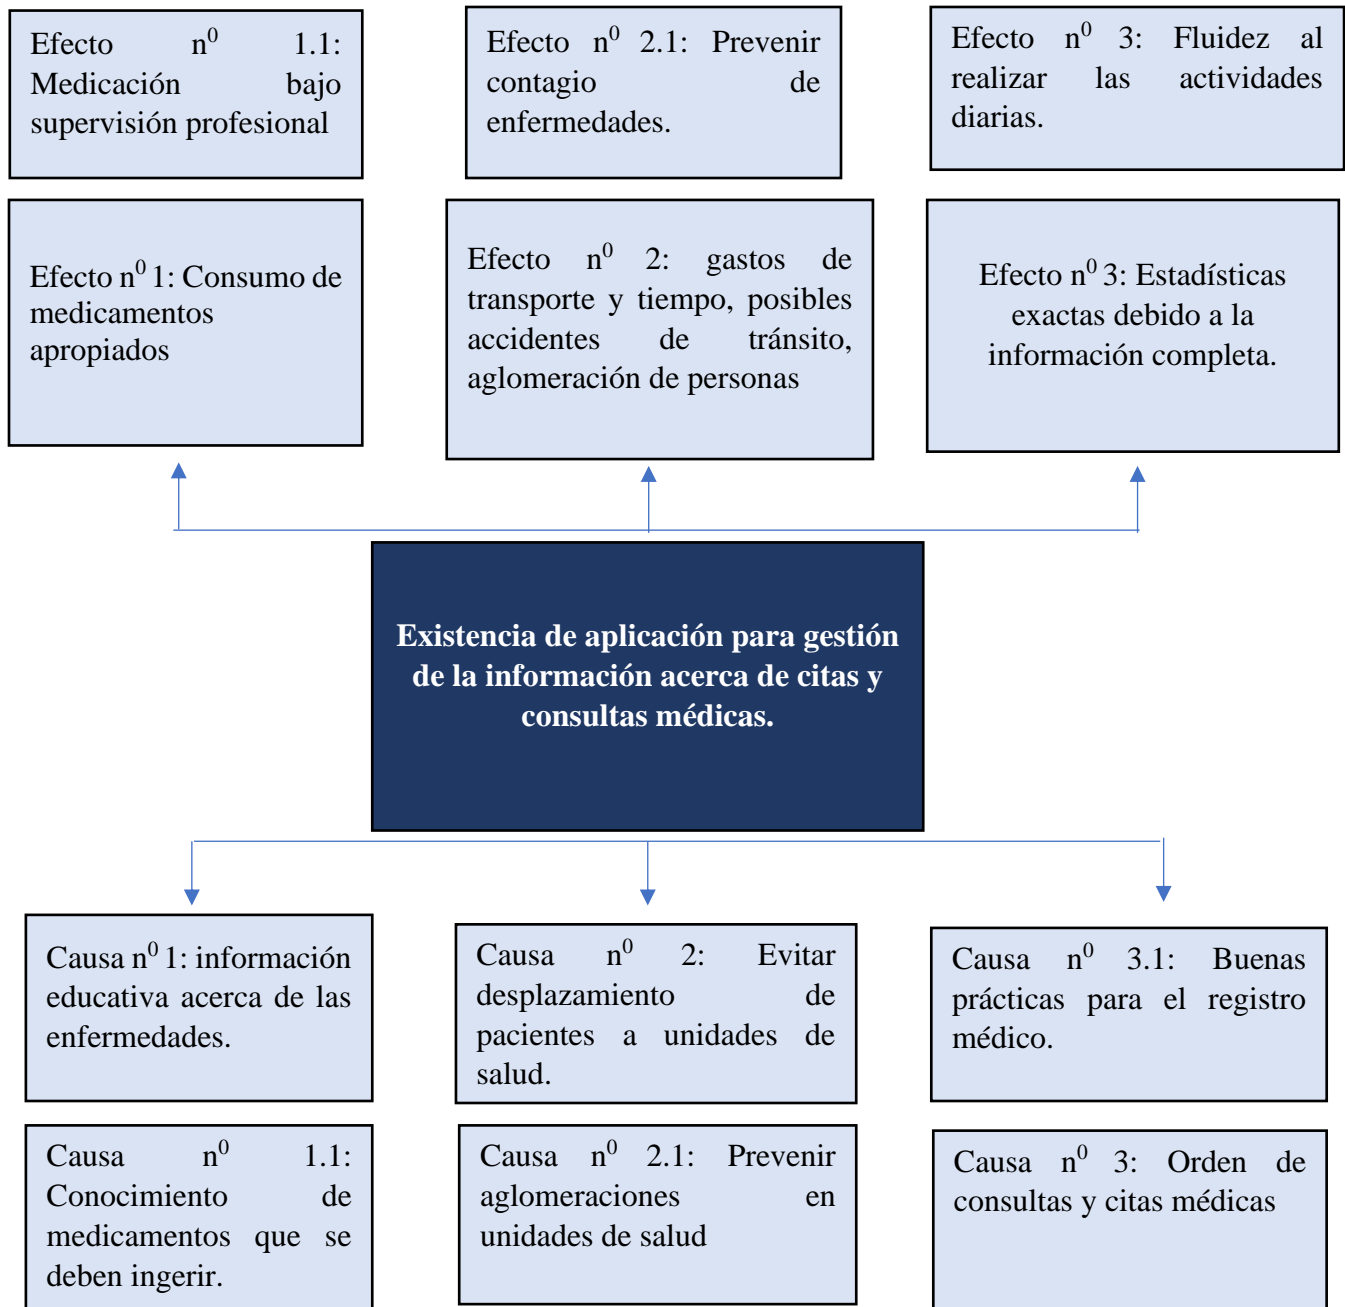 Efecto n⁰ 1.1:
Medicación bajo
supervisión profesional
Efecto n⁰ 2.1: Prevenir
contagio de
enfermedades.
Efecto n⁰ 3: Fluidez al
realizar las actividades
diarias.
Efecto n⁰ 1: Consumo de
medicamentos
apropiados
Efecto n⁰ 2: gastos de
transporte y tiempo, posibles
accidentes de tránsito,
aglomeración de personas
Efecto n⁰ 3: Estadísticas
exactas debido a la
información completa.
Existencia de aplicación para gestión
de la información acerca de citas y
consultas médicas.
Causa n⁰ 1: información
educativa acerca de las
enfermedades.
Causa n⁰ 2: Evitar
desplazamiento de
pacientes a unidades de
salud.
Causa n⁰ 3.1: Buenas
prácticas para el registro
médico.
Causa n⁰ 1.1:
Conocimiento de
medicamentos que se
deben ingerir.
Causa n⁰ 2.1: Prevenir
aglomeraciones en
unidades de salud
Causa n⁰ 3: Orden de
consultas y citas médicas